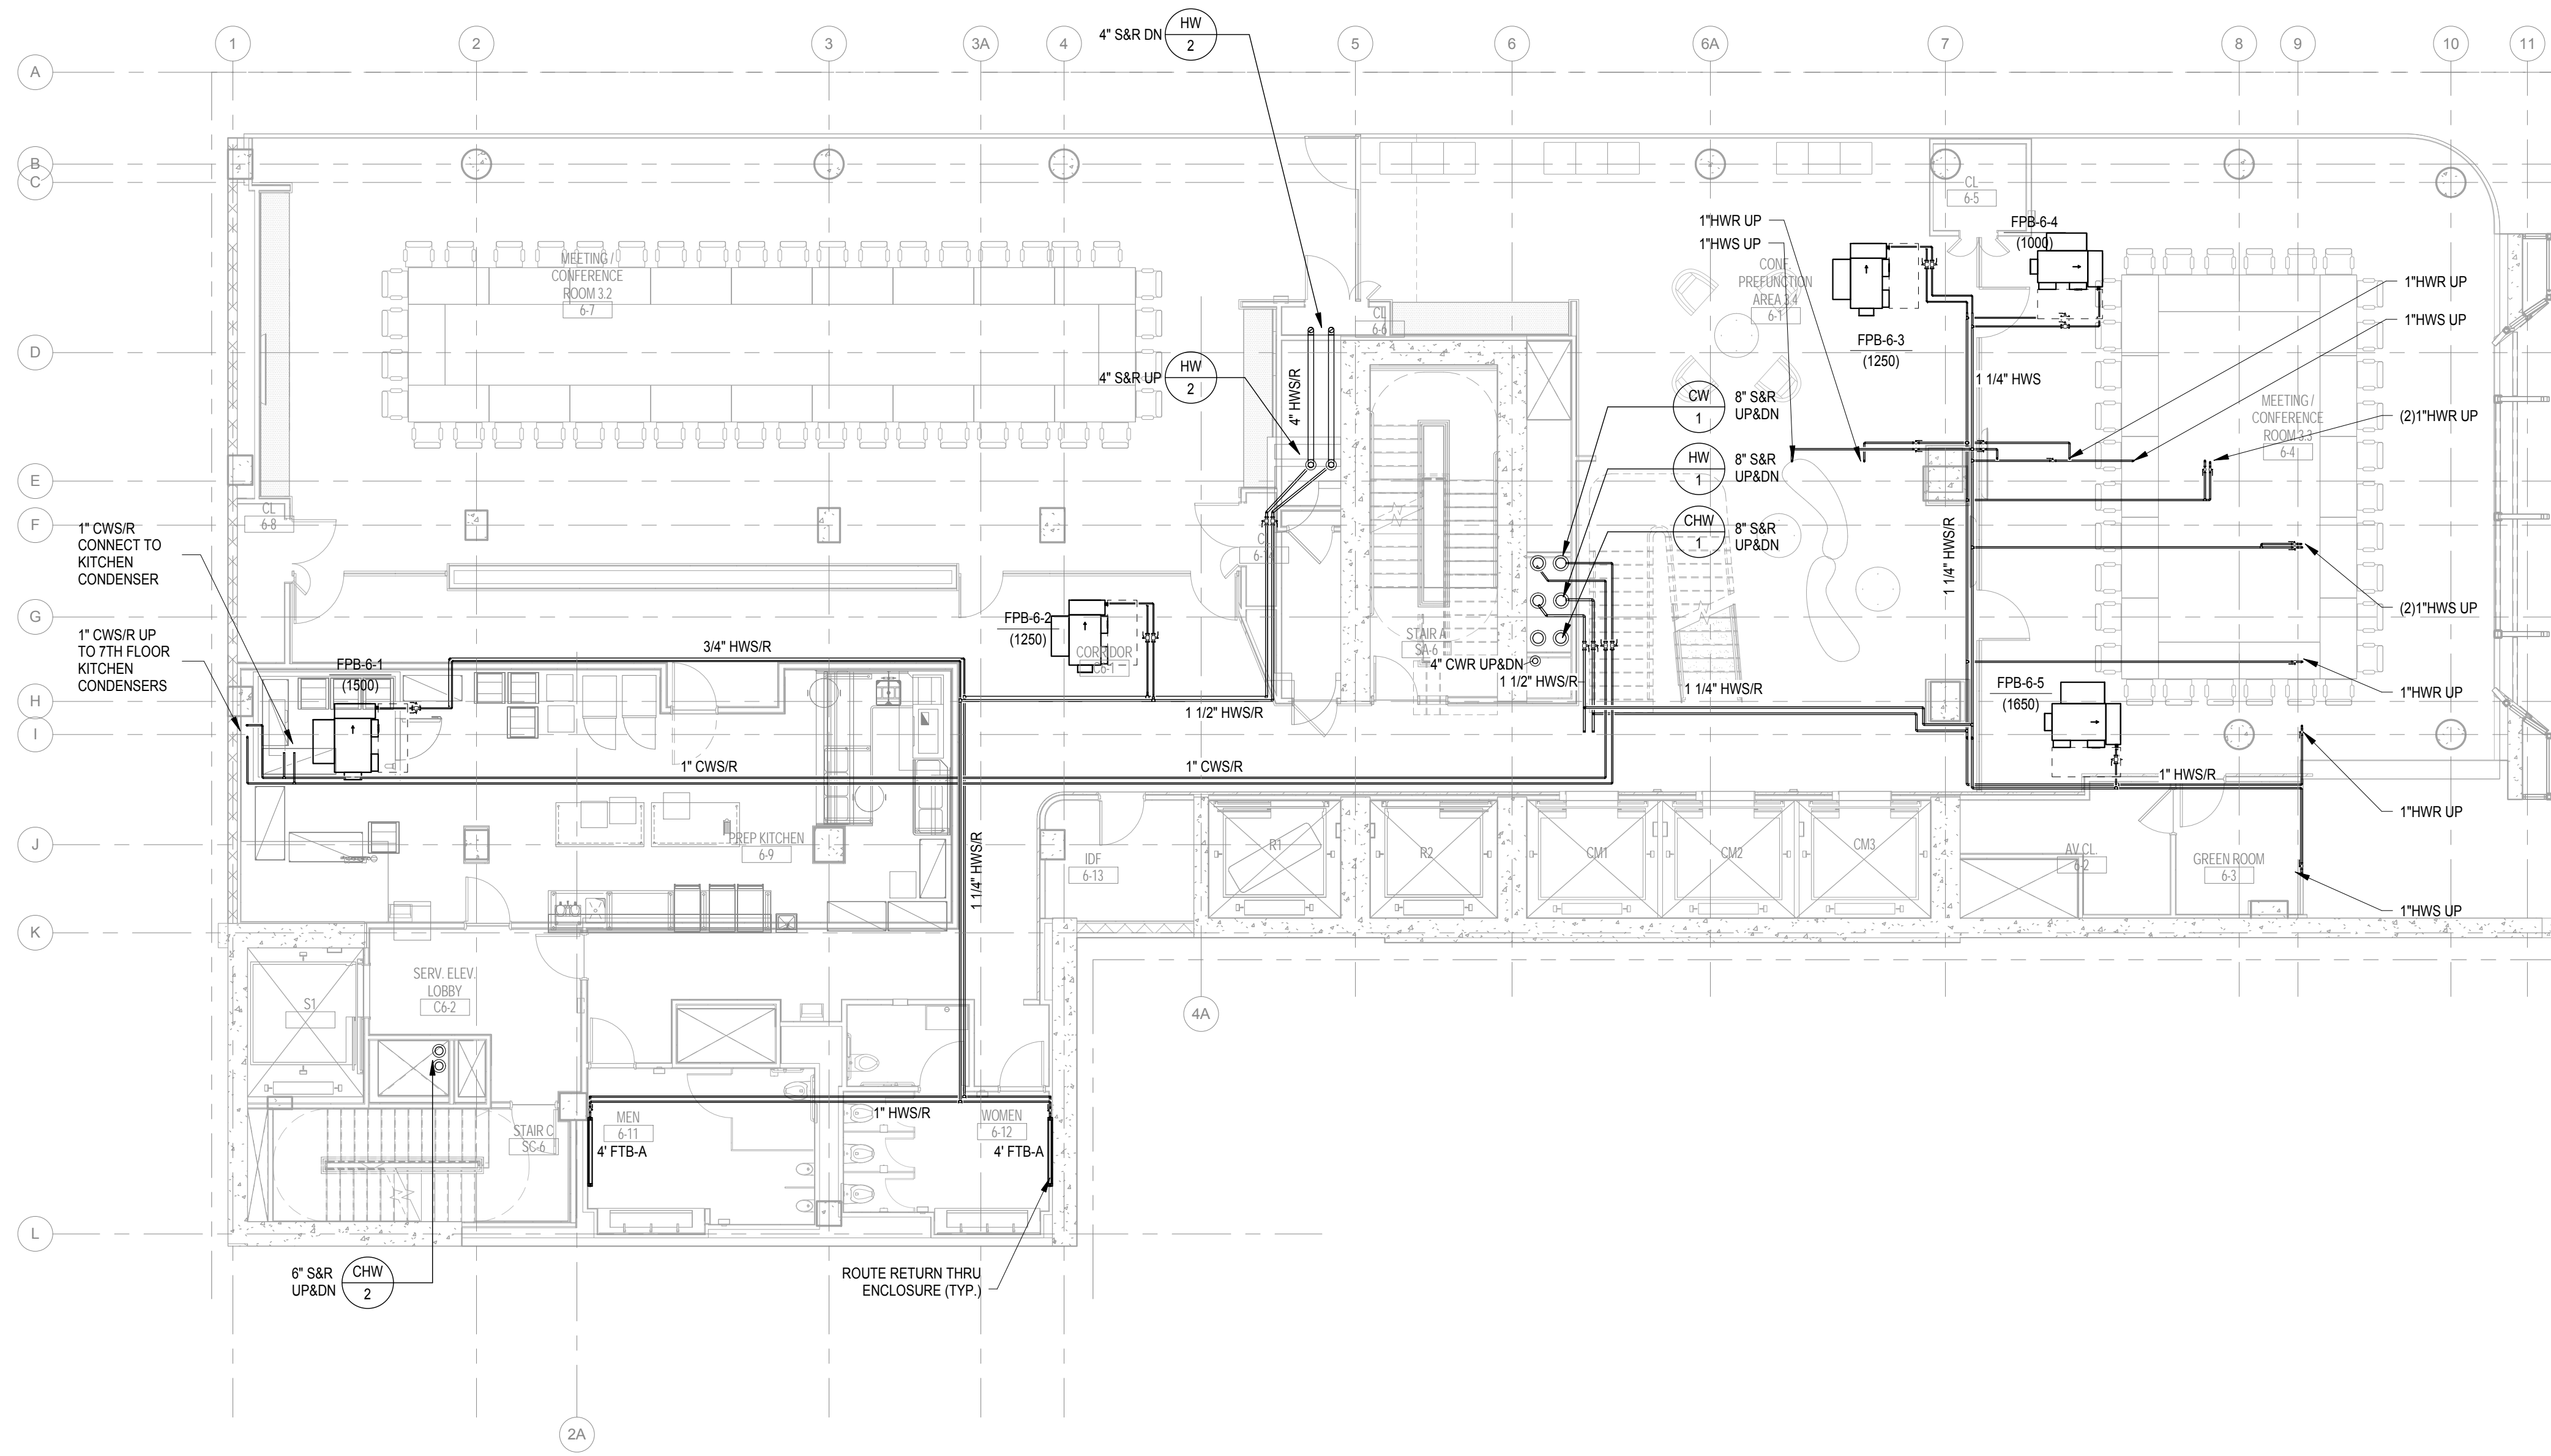 1
2
3
3A
4
5
6
6A
7
8
9
10
11
A
B
C
D
E
F
G
H
I
J
K
L
4A
2A
4" S&R DN
HW
2
4" S&R UP
HW
2
4" HWS/R
MEETING /
CONFERENCE
ROOM 3.2
6-7
CL
6-6
CL
6-5
FPB-6-4
(1000)
1"HWR UP
1"HWS UP
CONF.
PREFUNCTION
AREA 3.4
6-1
FPB-6-3
(1250)
1"HWR UP
1"HWS UP
1 1/4" HWS
CW
1
8" S&R
UP&DN
HW
1
8" S&R
UP&DN
CHW
1
8" S&R
UP&DN
MEETING /
CONFERENCE
ROOM 3.3
6-4
(2)1"HWR UP
CL
6-8
1" CWS/R
CONNECT TO
KITCHEN
CONDENSER
1" CWS/R UP
TO 7TH FLOOR
KITCHEN
CONDENSERS
FPB-6-1
(1500)
3/4" HWS/R
FPB-6-2
(1250)
CORRIDOR
C6-1
STAIR A
SA-6
4" CWR UP&DN
1 1/2" HWS/R
1 1/4" HWS/R
1 1/4" HWS/R
(2)1"HWS UP
1 1/2" HWS/R
FPB-6-5
(1650)
1"HWR UP
1" CWS/R
1" CWS/R
1" HWS/R
1"HWR UP
PREP KITCHEN
6-9
1 1/4" HWS/R
IDF
6-13
R1
R2
CM1
CM2
CM3
AV CL.
6-2
GREEN ROOM
6-3
1"HWS UP
SERV. ELEV.
LOBBY
C6-2
S1
STAIR C
SC-6
MEN
6-11
4' FTB-A
1" HWS/R
WOMEN
6-12
4' FTB-A
6" S&R
UP&DN
CHW
2
ROUTE RETURN THRU
ENCLOSURE (TYP.)